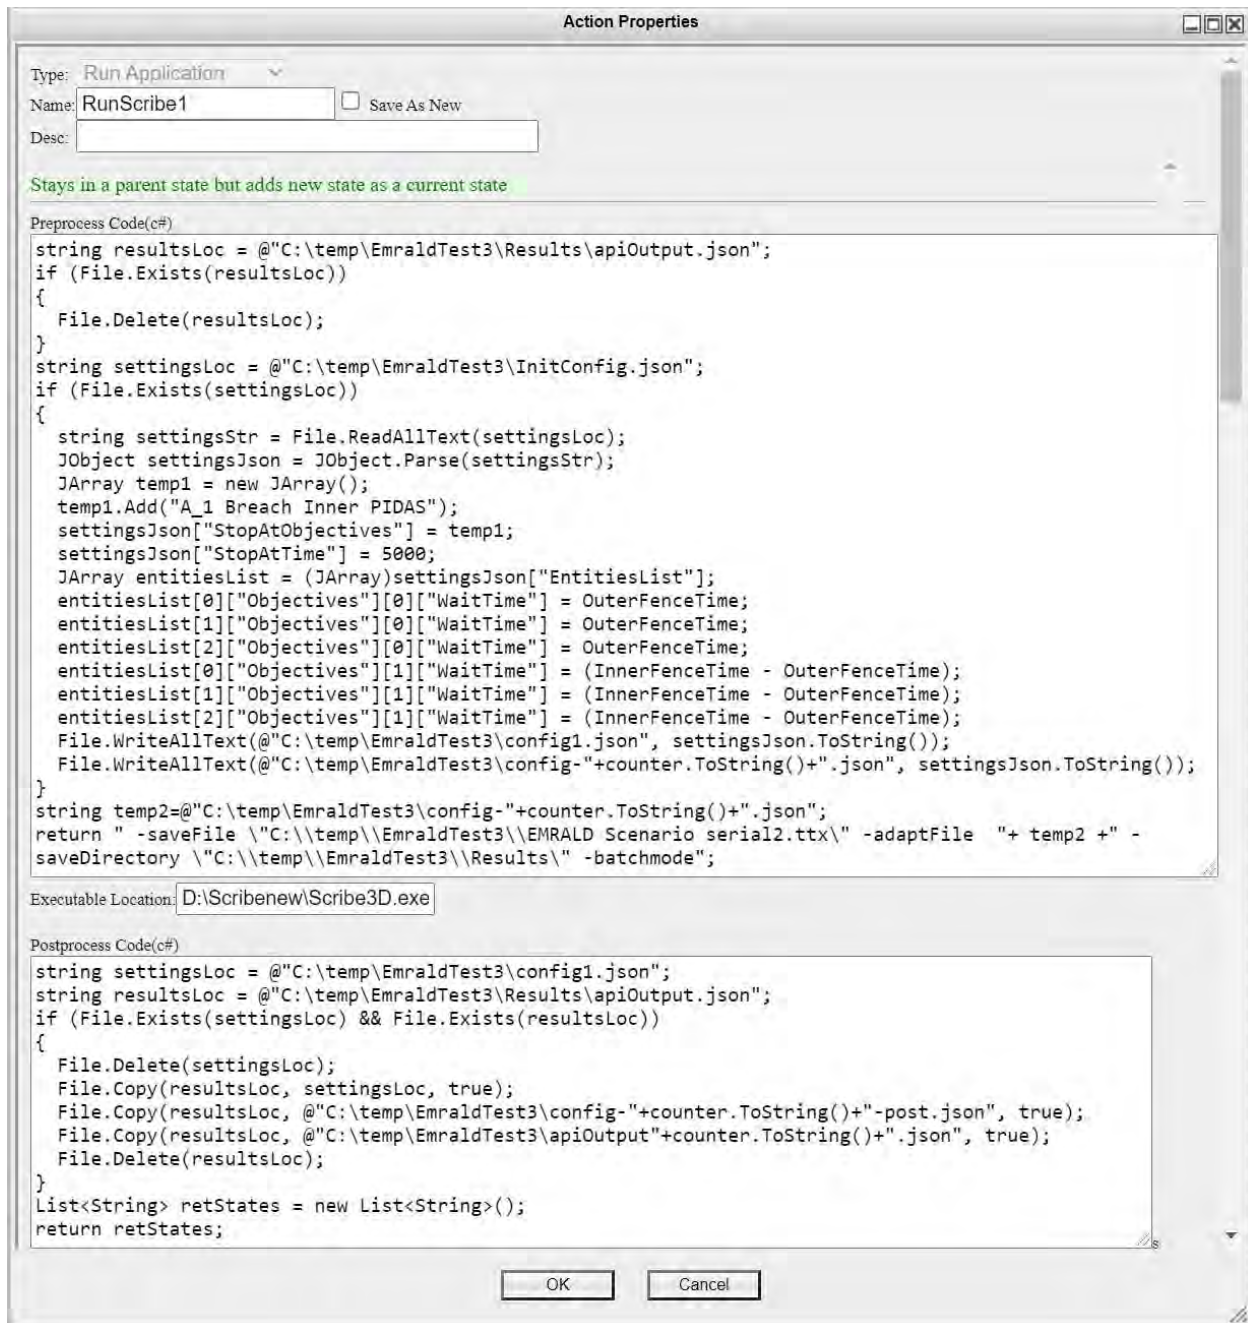 Action Properties
Type: Run Application
Name: RunScribe1 Save As New
Desc:
Stays in a parent state but adds new state as a current state
Preprocess Code(c#)
string resultsLoc = @"C:\temp\EmraldTest3\Results\apiOutput.json";
if (File.Exists(resultsLoc))
{
  File.Delete(resultsLoc);
}
string settingsLoc = @"C:\temp\EmraldTest3\InitConfig.json";
if (File.Exists(settingsLoc))
{
  string settingsStr = File.ReadAllText(settingsLoc);
  JObject settingsJson = JObject.Parse(settingsStr);
  JArray temp1 = new JArray();
  temp1.Add("A_1 Breach Inner PIDAS");
  settingsJson["StopAtObjectives"] = temp1;
  settingsJson["StopAtTime"] = 5000;
  JArray entitiesList = (JArray)settingsJson["EntitiesList"];
  entitiesList[0]["Objectives"][0]["WaitTime"] = OuterFenceTime;
  entitiesList[1]["Objectives"][0]["WaitTime"] = OuterFenceTime;
  entitiesList[2]["Objectives"][0]["WaitTime"] = OuterFenceTime;
  entitiesList[0]["Objectives"][1]["WaitTime"] = (InnerFenceTime - OuterFenceTime);
  entitiesList[1]["Objectives"][1]["WaitTime"] = (InnerFenceTime - OuterFenceTime);
  entitiesList[2]["Objectives"][1]["WaitTime"] = (InnerFenceTime - OuterFenceTime);
  File.WriteAllText(@"C:\temp\EmraldTest3\config1.json", settingsJson.ToString());
  File.WriteAllText(@"C:\temp\EmraldTest3\config-"+counter.ToString()+".json", settingsJson.ToString());
}
string temp2=@"C:\temp\EmraldTest3\config-"+counter.ToString()+".json";
return " -saveFile \"C:\\temp\\EmraldTest3\\EMRALD Scenario serial2.ttx\" -adaptFile  "+ temp2 +" -
saveDirectory \"C:\\temp\\EmraldTest3\\Results\" -batchmode";
Executable Location: D:\Scribenew\Scribe3D.exe
Postprocess Code(c#)
string settingsLoc = @"C:\temp\EmraldTest3\config1.json";
string resultsLoc = @"C:\temp\EmraldTest3\Results\apiOutput.json";
if (File.Exists(settingsLoc) && File.Exists(resultsLoc))
{
  File.Delete(settingsLoc);
  File.Copy(resultsLoc, settingsLoc, true);
  File.Copy(resultsLoc, @"C:\temp\EmraldTest3\config-"+counter.ToString()+"-post.json", true);
  File.Copy(resultsLoc, @"C:\temp\EmraldTest3\apiOutput"+counter.ToString()+".json", true);
  File.Delete(resultsLoc);
}
List<String> retStates = new List<String>();
return retStates;
s
OK Cancel